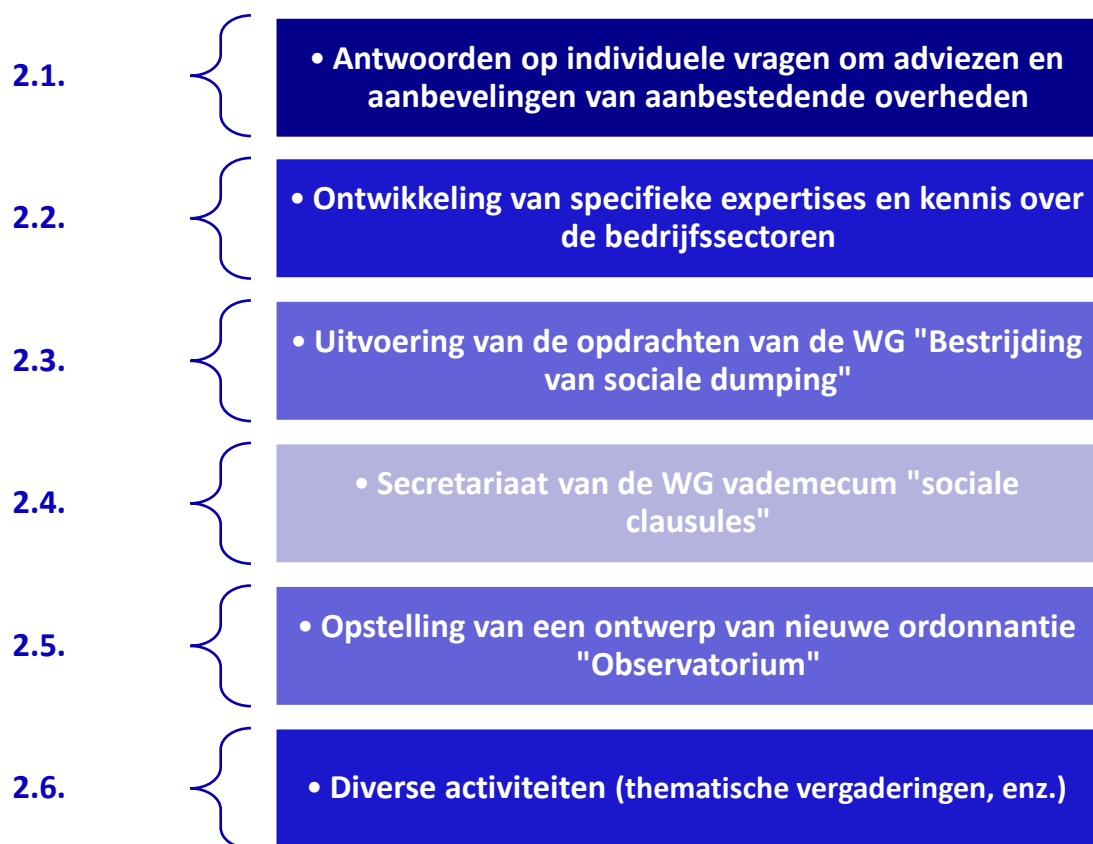 2.1.
• Antwoorden op individuele vragen om adviezen en
aanbevelingen van aanbestedende overheden
2.2.
• Ontwikkeling van specifieke expertises en kennis over
de bedrijfssectoren
2.3.
• Uitvoering van de opdrachten van de WG "Bestrijding
van sociale dumping"
2.4.
• Secretariaat van de WG vademecum "sociale
clausules"
2.5.
• Opstelling van een ontwerp van nieuwe ordonnantie
"Observatorium"
2.6.
• Diverse activiteiten (thematische vergaderingen, enz.)